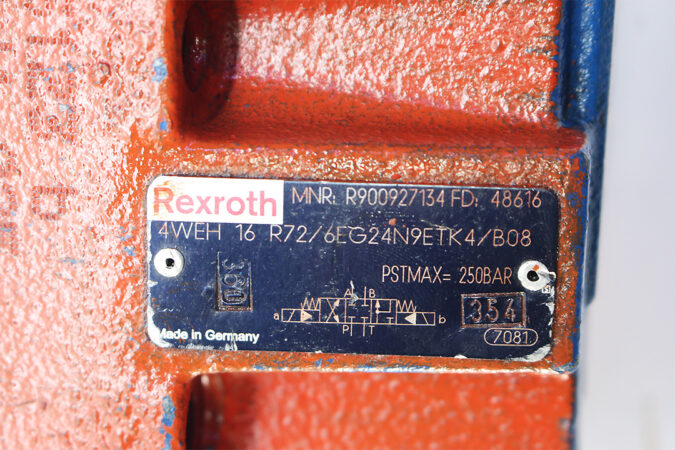 Rexroth MNR: R900927134 FD: 48616
4WEH 16 R72/6EG24N9ETK4/B08
PSTMAX= 250BAR
354
A B
a b
P T
Made in Germany
7081